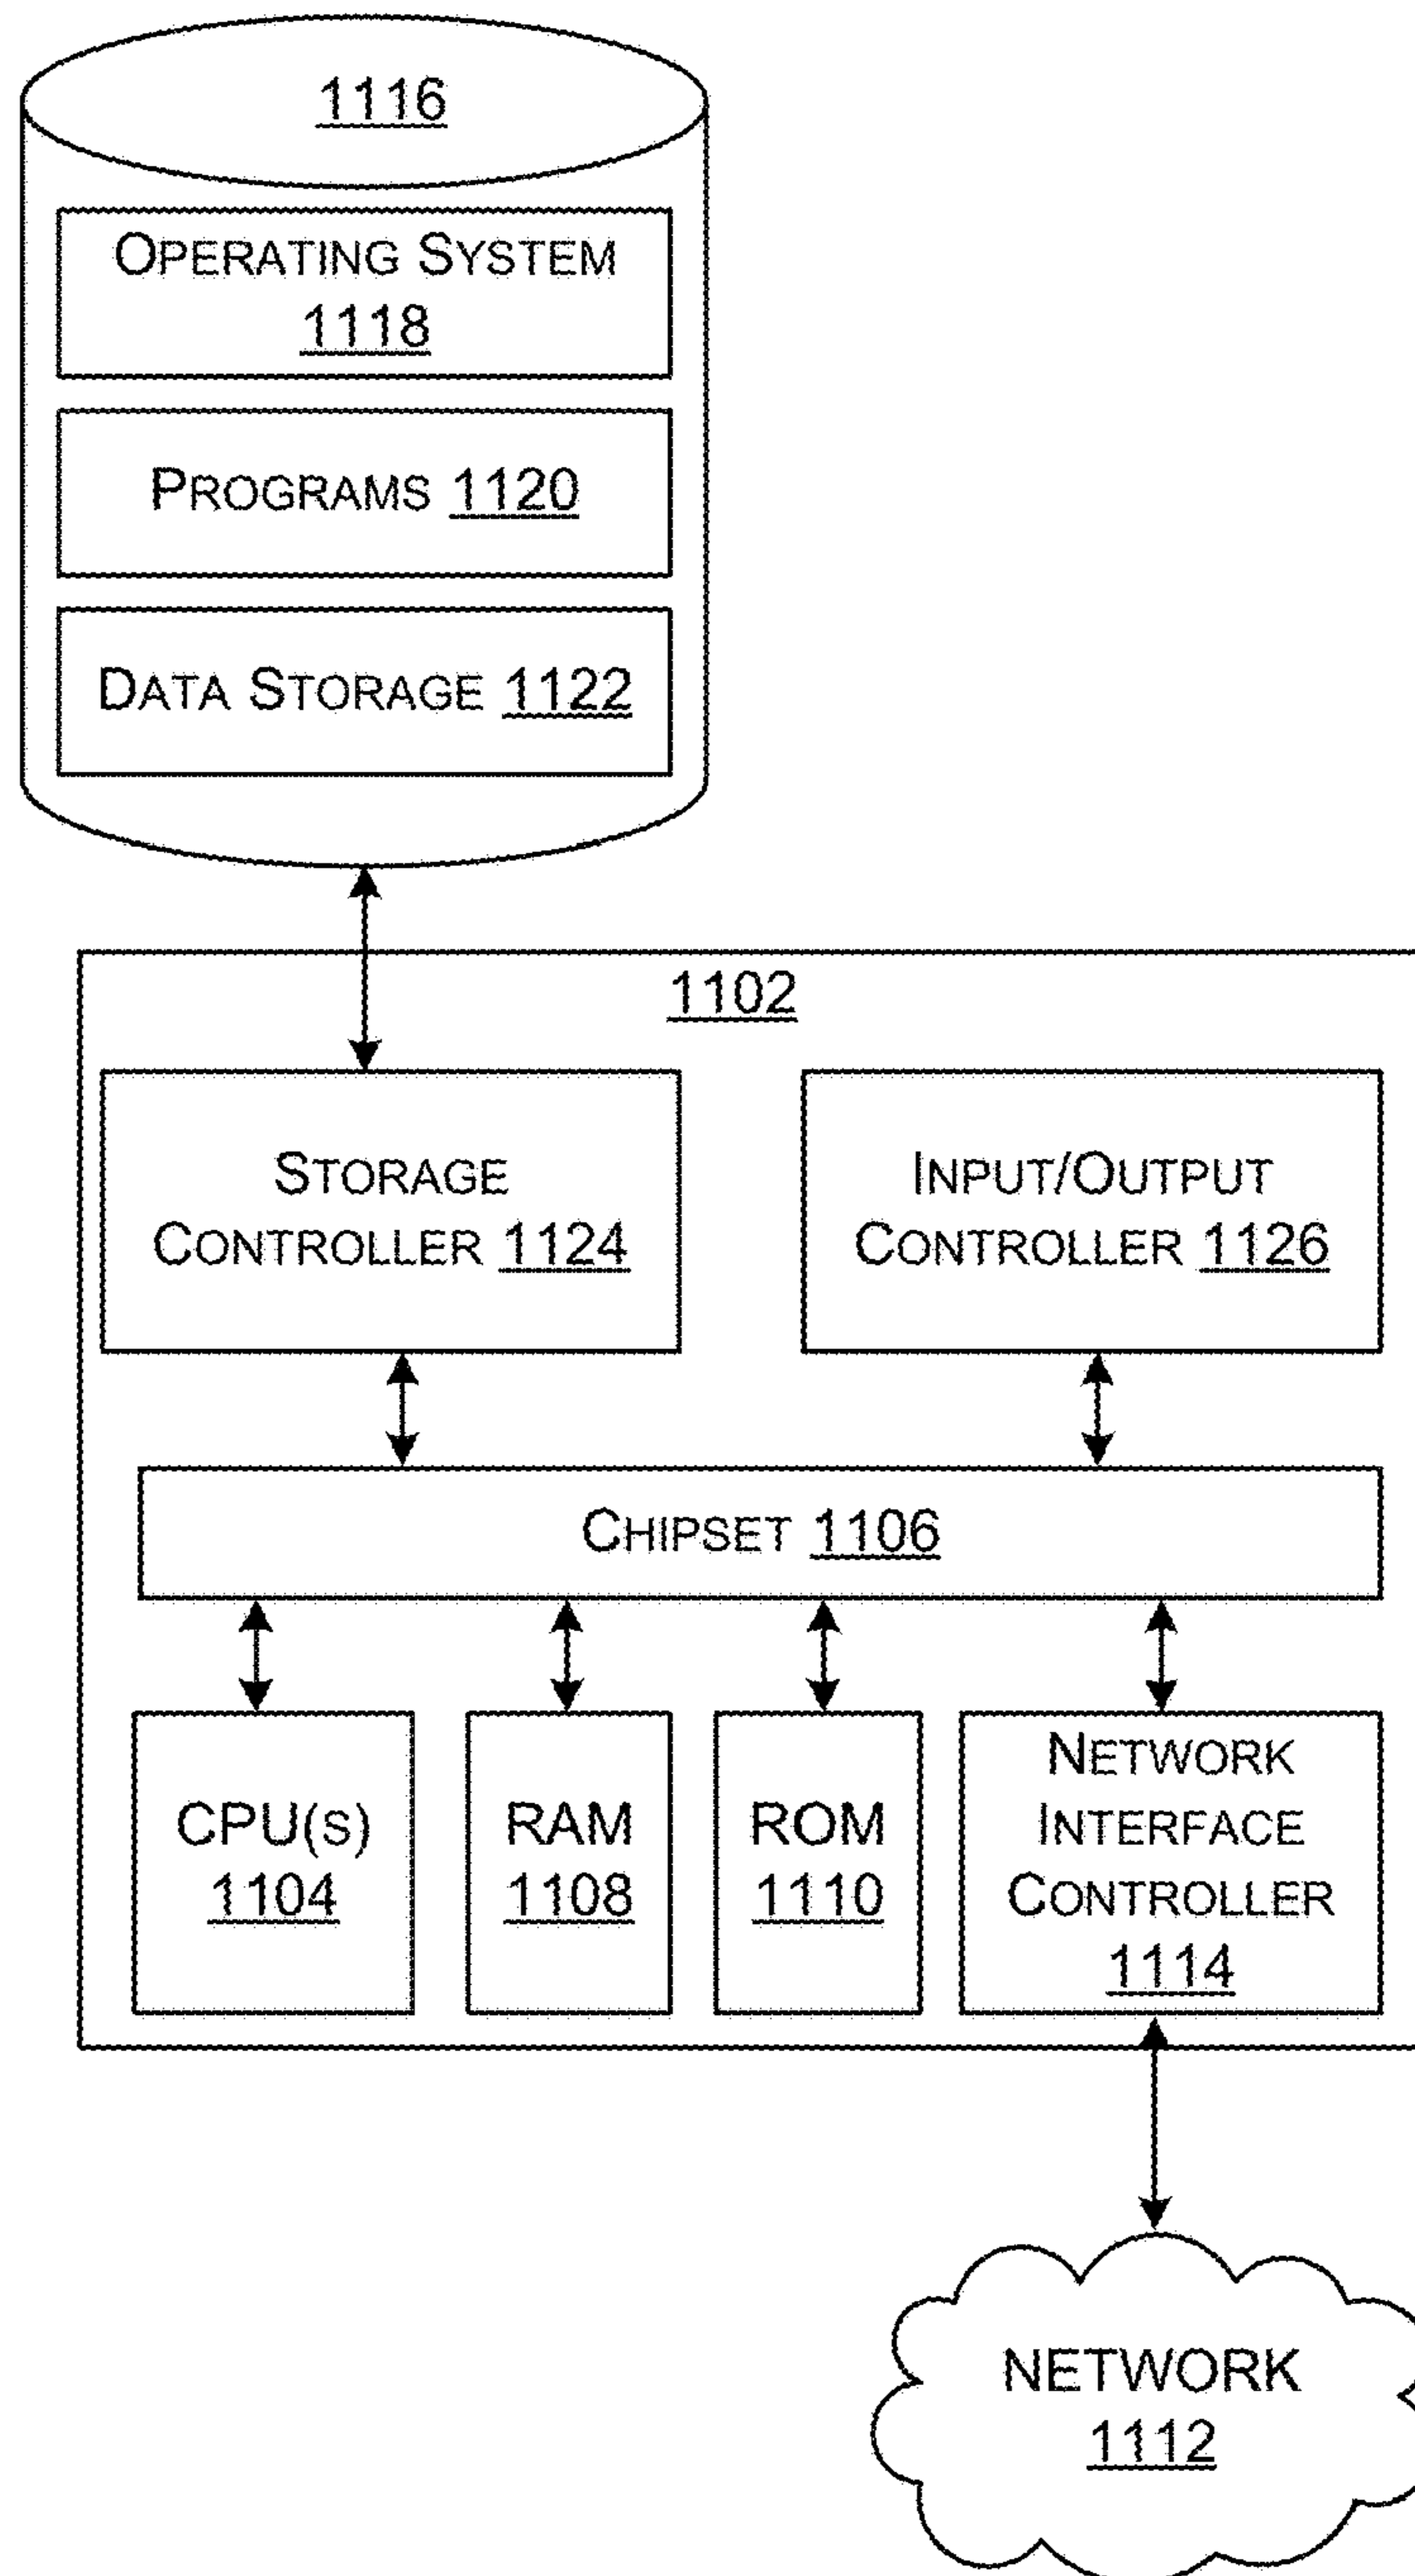 1116
OPERATING SYSTEM
1118
PROGRAMS 1120
DATA STORAGE 1122
1102
STORAGE
CONTROLLER 1124
INPUT/OUTPUT
CONTROLLER 1126
CHIPSET 1106
CPU(S)
1104
RAM
1108
ROM
1110
NETWORK
INTERFACE
CONTROLLER
1114
NETWORK
1112